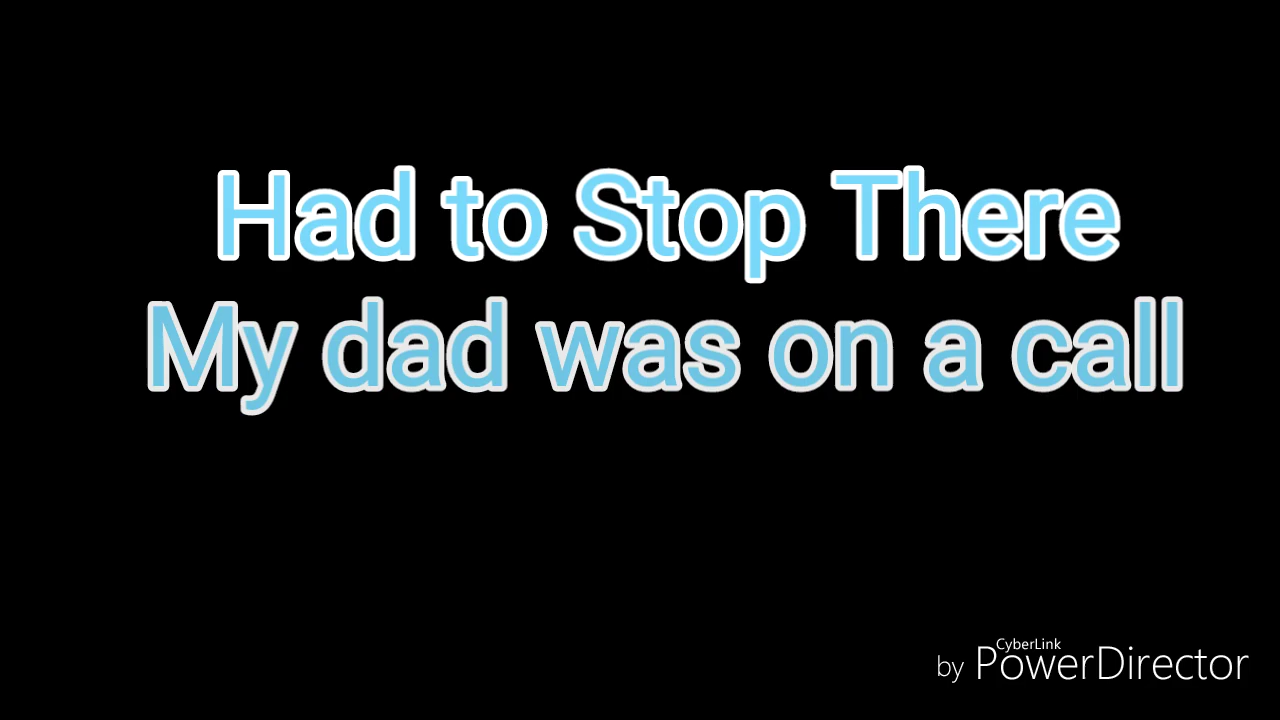 Had to Stop There
My dad was on a call
CyberLink
by PowerDirector